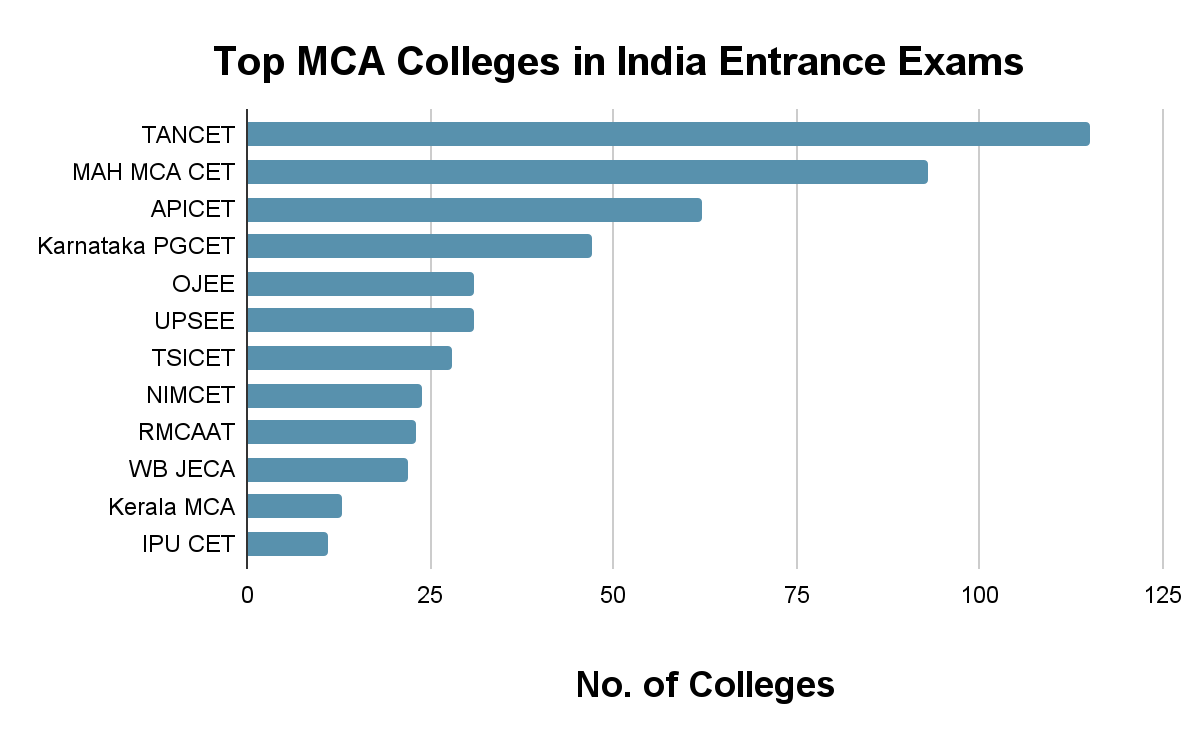 Top MCA Colleges in India Entrance Exams
TANCET
MAH MCA CET
APICET
Karnataka PGCET
OJEE
UPSEE
TSICET
NIMCET
RMCAAT
WB JECA
Kerala MCA
IPU CET
0 25 50 75 100 125
No. of Colleges